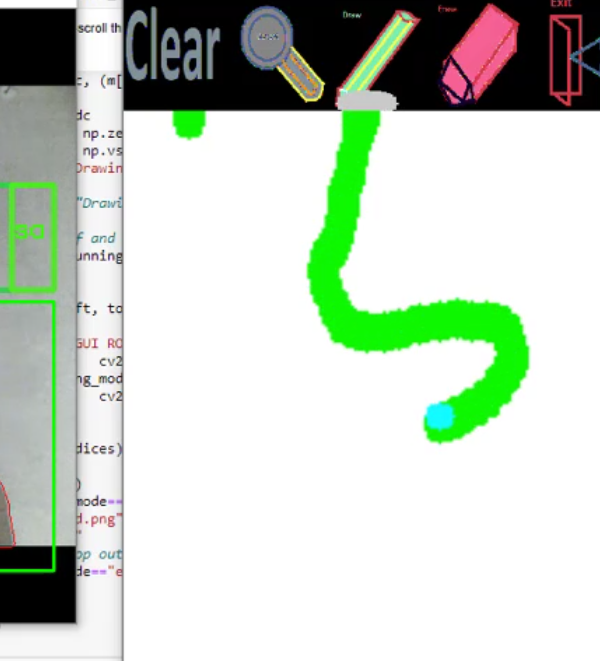 Clear
Draw
Erase
Exit
scroll th
c, (m[
dc
np.ze
np.vs
Drawin
"Drawi
f and
unning
90
ft, to
GUI RO
cv2
ng_mod
cv2
dices)
)
mode==
d.png"
"
op out
de=="e